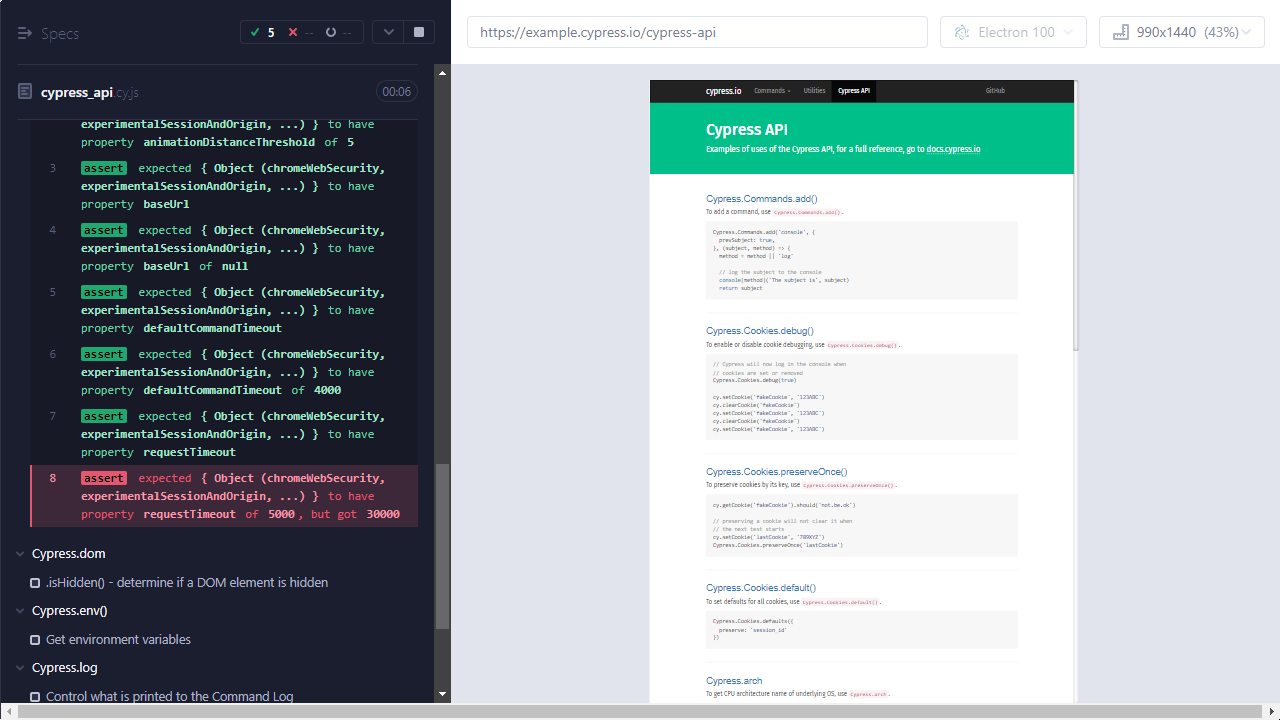 Specs
5 -- --
cypress_api.cy.js
00:06
experimentalSessionAndOrigin, ...) } to have
property animationDistanceThreshold of 5
3 assert expected { Object (chromeWebSecurity,
experimentalSessionAndOrigin, ...) } to have
property baseUrl
4 assert expected { Object (chromeWebSecurity,
experimentalSessionAndOrigin, ...) } to have
property baseUrl of null
5 assert expected { Object (chromeWebSecurity,
experimentalSessionAndOrigin, ...) } to have
property defaultCommandTimeout
6 assert expected { Object (chromeWebSecurity,
experimentalSessionAndOrigin, ...) } to have
property defaultCommandTimeout of 4000
7 assert expected { Object (chromeWebSecurity,
experimentalSessionAndOrigin, ...) } to have
property requestTimeout
8 assert expected { Object (chromeWebSecurity,
experimentalSessionAndOrigin, ...) } to have
property requestTimeout of 5000, but got 30000
Cypress.dom
.isHidden() - determine if a DOM element is hidden
Cypress.env()
Get environment variables
Cypress.log
Control what is printed to the Command Log
https://example.cypress.io/cypress-api
Electron 100
990x1440 (43%)
cypress.io Commands Utilities Cypress API GitHub
Cypress API
Examples of uses of the Cypress API, for a full reference, go to docs.cypress.io
Cypress.Commands.add()
To add a command, use Cypress.Commands.add().
Cypress.Commands.add('console', {
prevSubject: true,
}, (subject, method) => {
method = method || 'log'
// log the subject to the console
console[method]('The subject is', subject)
return subject
Cypress.Cookies.debug()
To enable or disable cookie debugging, use Cypress.Cookies.debug().
// Cypress will now log in the console when
// cookies are set or removed
Cypress.Cookies.debug(true)
cy.setCookie('fakeCookie', '123ABC')
cy.clearCookie('fakeCookie')
cy.setCookie('fakeCookie', '123ABC')
cy.clearCookie('fakeCookie')
cy.setCookie('fakeCookie', '123ABC')
Cypress.Cookies.preserveOnce()
To preserve cookies by its key, use Cypress.Cookies.preserveOnce().
cy.getCookie('fakeCookie').should('not.be.ok')
// preserving a cookie will not clear it when
// the next test starts
cy.setCookie('lastCookie', '789XYZ')
Cypress.Cookies.preserveOnce('lastCookie')
Cypress.Cookies.default()
To set defaults for all cookies, use Cypress.Cookies.default().
Cypress.Cookies.defaults({
preserve: 'session_id'
})
Cypress.arch
To get CPU architecture name of underlying OS, use Cypress.arch.